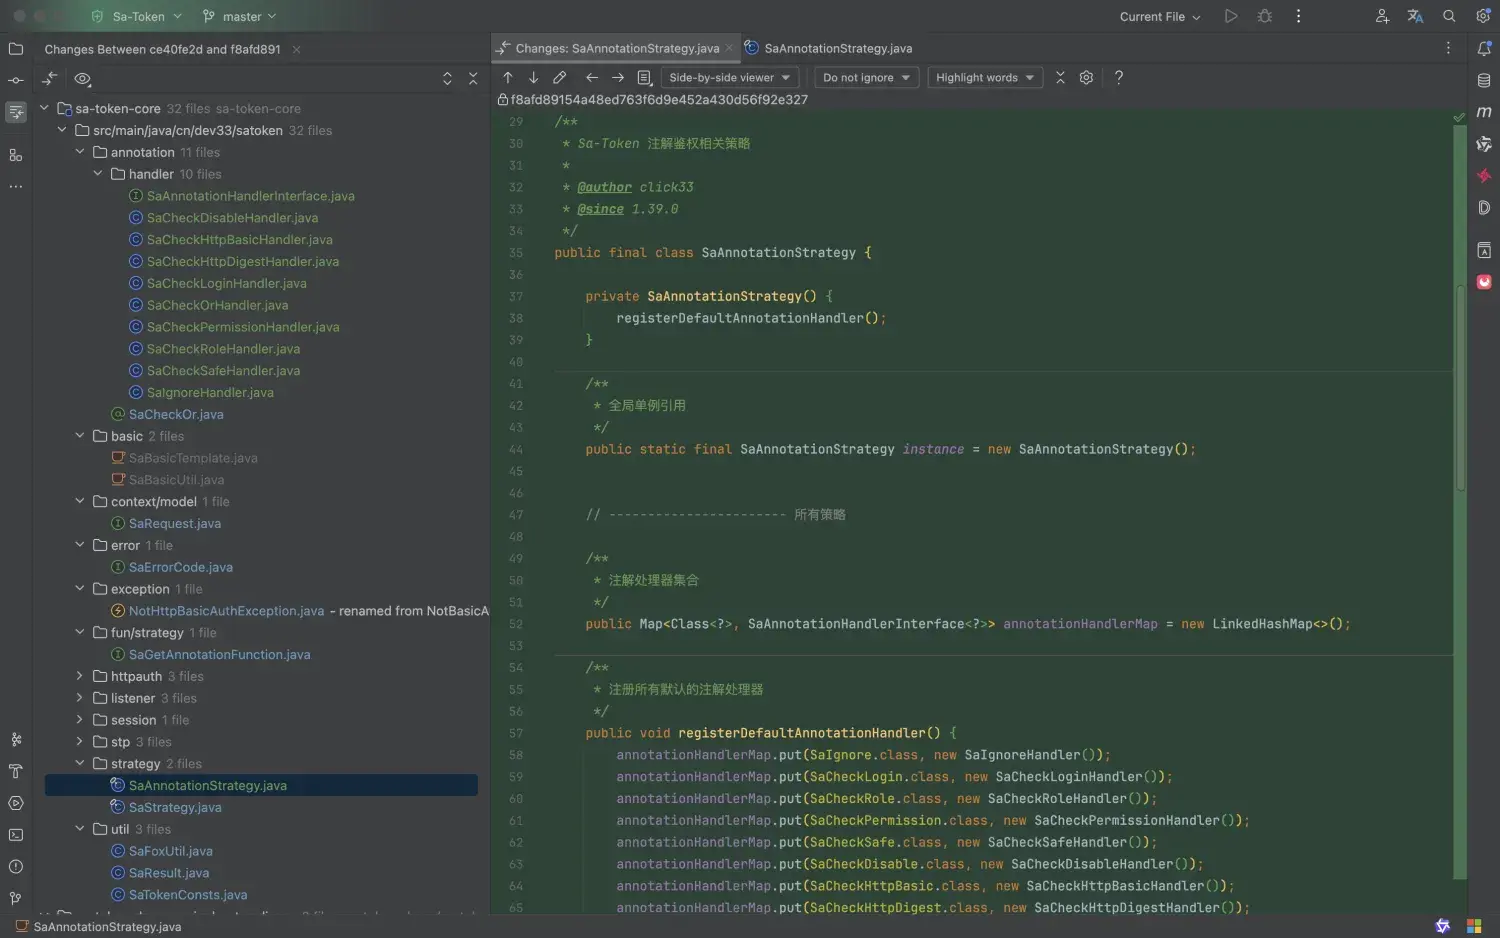 Sa-Token
master
Current File
Changes Between ce40fe2d and f8afd891
Changes: SaAnnotationStrategy.java
SaAnnotationStrategy.java
Side-by-side viewer
Do not ignore
Highlight words
?
f8afd89154a48ed763f6d9e452a430d56f92e327
sa-token-core 32 files sa-token-core
src/main/java/cn/dev33/satoken 32 files
annotation 11 files
handler 10 files
SaAnnotationHandlerInterface.java
SaCheckDisableHandler.java
SaCheckHttpBasicHandler.java
SaCheckHttpDigestHandler.java
SaCheckLoginHandler.java
SaCheckOrHandler.java
SaCheckPermissionHandler.java
SaCheckRoleHandler.java
SaCheckSafeHandler.java
SaIgnoreHandler.java
SaCheckOr.java
basic 2 files
SaBasicTemplate.java
SaBasicUtil.java
context/model 1 file
SaRequest.java
error 1 file
SaErrorCode.java
exception 1 file
NotHttpBasicAuthException.java - renamed from NotBasicA
fun/strategy 1 file
SaGetAnnotationFunction.java
httpauth 3 files
listener 3 files
session 1 file
stp 3 files
strategy 2 files
SaAnnotationStrategy.java
SaStrategy.java
util 3 files
SaFoxUtil.java
SaResult.java
SaTokenConsts.java
29 /**
30 * Sa-Token 注解鉴权相关策略
31 *
32 * @author click33
33 * @since 1.39.0
34 */
35 public final class SaAnnotationStrategy {
36
37 private SaAnnotationStrategy() {
38 registerDefaultAnnotationHandler();
39 }
40
41 /**
42 * 全局单例引用
43 */
44 public static final SaAnnotationStrategy instance = new SaAnnotationStrategy();
45
46
47 // ----------------------- 所有策略
48
49 /**
50 * 注解处理器集合
51 */
52 public Map<Class<?>, SaAnnotationHandlerInterface<?>> annotationHandlerMap = new LinkedHashMap<>();
53
54 /**
55 * 注册所有默认的注解处理器
56 */
57 public void registerDefaultAnnotationHandler() {
58 annotationHandlerMap.put(SaIgnore.class, new SaIgnoreHandler());
59 annotationHandlerMap.put(SaCheckLogin.class, new SaCheckLoginHandler());
60 annotationHandlerMap.put(SaCheckRole.class, new SaCheckRoleHandler());
61 annotationHandlerMap.put(SaCheckPermission.class, new SaCheckPermissionHandler());
62 annotationHandlerMap.put(SaCheckSafe.class, new SaCheckSafeHandler());
63 annotationHandlerMap.put(SaCheckDisable.class, new SaCheckDisableHandler());
64 annotationHandlerMap.put(SaCheckHttpBasic.class, new SaCheckHttpBasicHandler());
65 annotationHandlerMap.put(SaCheckHttpDigest.class, new SaCheckHttpDigestHandler());
SaAnnotationStrategy.java